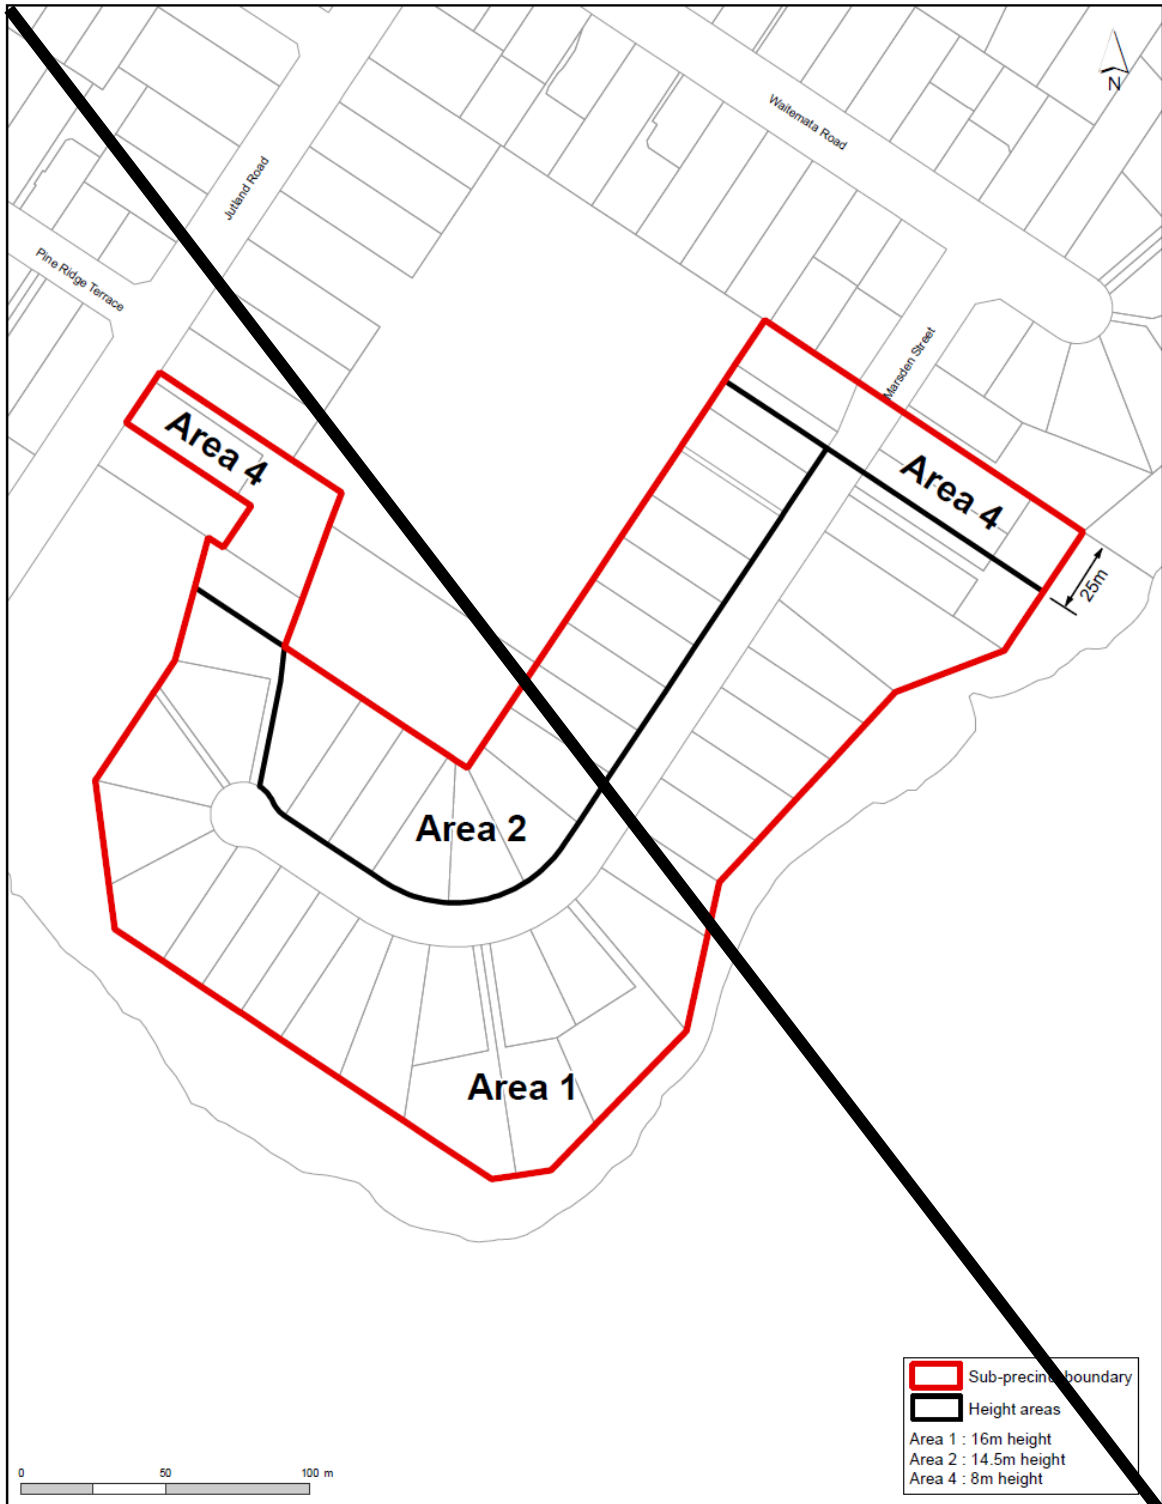 N
Waitemata Road
Jutland Road
Pine Ridge Terrace
Marsden Street
Area 4
Area 4
25m
Area 2
Area 1
Sub-precinct boundary
Height areas
Area 1 : 16m height
Area 2 : 14.5m height
Area 4 : 8m height
0 50 100 m